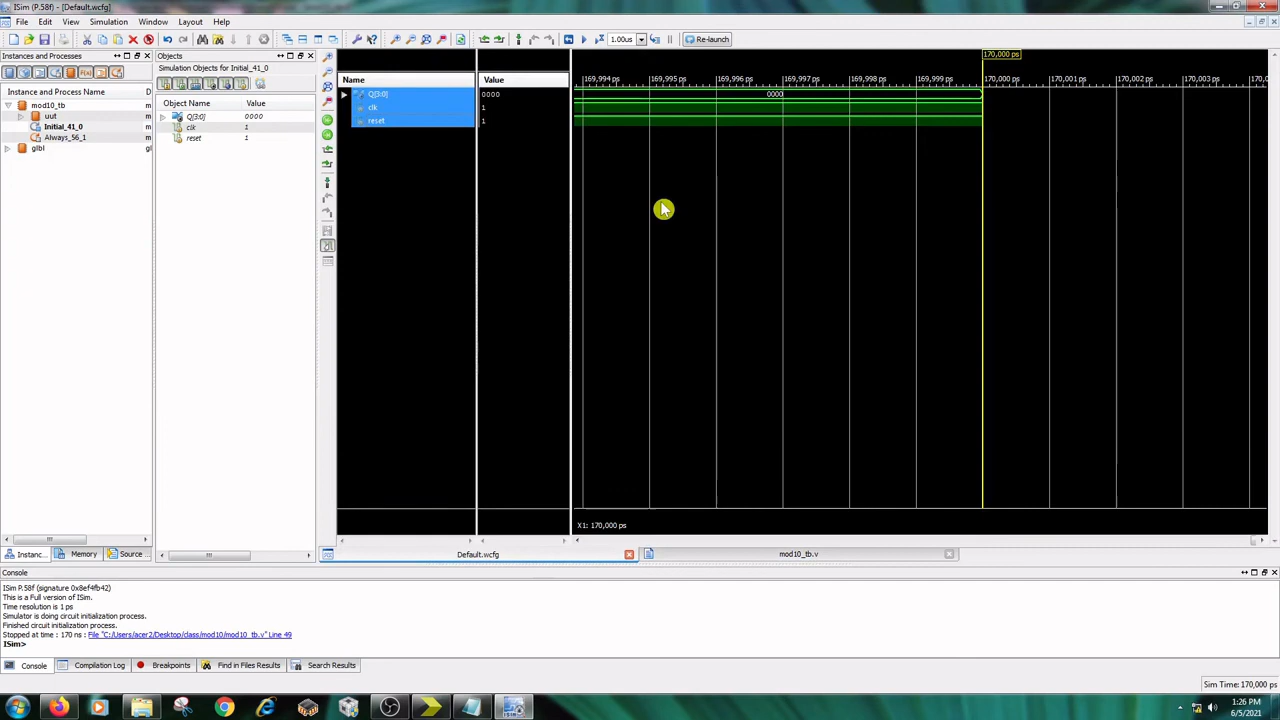 ISim (P.58f) - [Default.wcfg]
File Edit View Simulation Window Layout Help
1.00us
Re-launch
Instances and Processes
Objects
Simulation Objects for Initial_41_0
Instance and Process Name
mod10_tb m
uut m
Initial_41_0 m
Always_56_1 m
glbl gl
Object Name Value
Q[3:0] 0000
clk 1
reset 1
Name Value
Q[3:0] 0000
clk 1
reset 1
170,000 ps
169,994 ps 169,995 ps 169,996 ps 169,997 ps 169,998 ps 169,999 ps 170,000 ps 170,001 ps 170,002 ps 170,003 ps 170,0
0000
X1: 170,000 ps
Instanc... Memory Source ...
Default.wcfg
mod10_tb.v
Console
ISim P.58f (signature 0x8ef4fb42)
This is a Full version of ISim.
Time resolution is 1 ps
Simulator is doing circuit initialization process.
Finished circuit initialization process.
Stopped at time : 170 ns : File "C:/Users/acer2/Desktop/class/mod10/mod10_tb.v" Line 49
ISim>
Console Compilation Log Breakpoints Find in Files Results Search Results
Sim Time: 170,000 ps
1:26 PM
6/5/2021